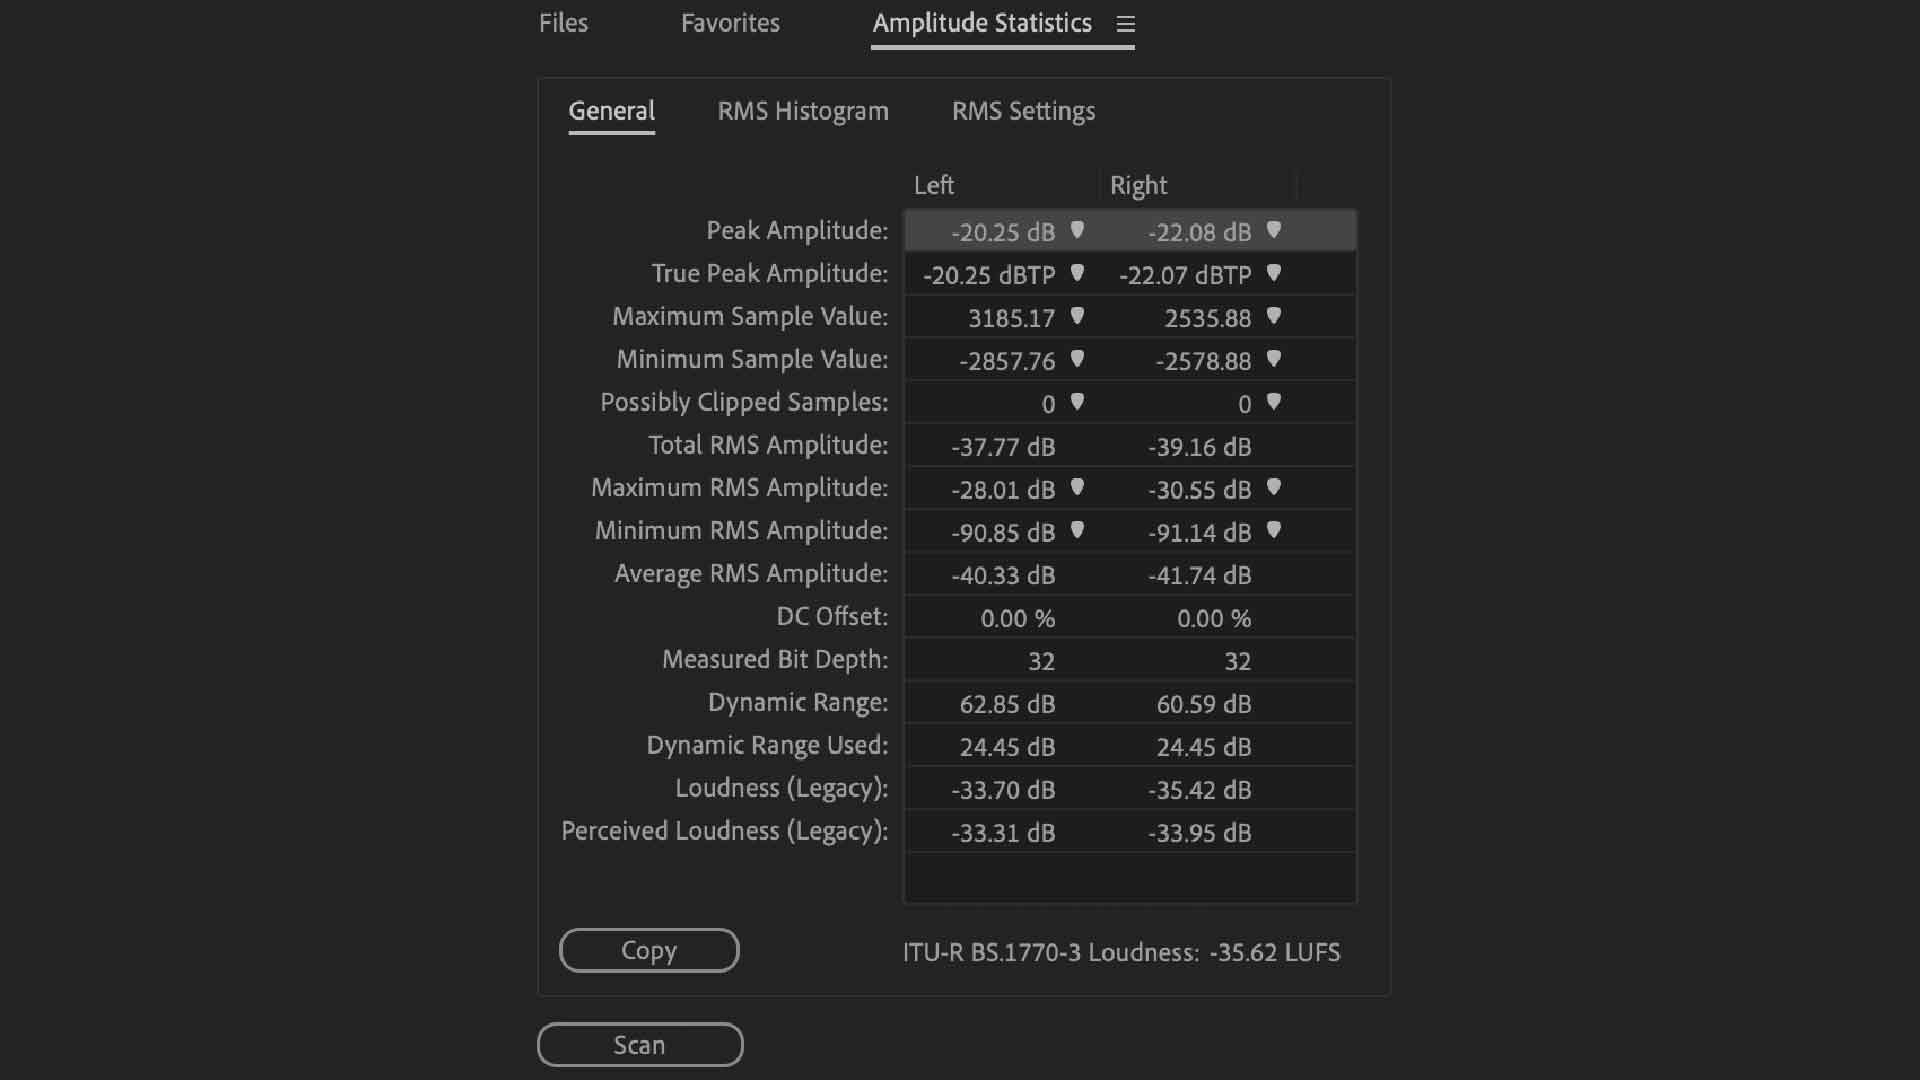 Files Favorites Amplitude Statistics
General RMS Histogram RMS Settings
Left Right
Peak Amplitude: -20.25 dB -22.08 dB
True Peak Amplitude: -20.25 dBTP -22.07 dBTP
Maximum Sample Value: 3185.17 2535.88
Minimum Sample Value: -2857.76 -2578.88
Possibly Clipped Samples: 0 0
Total RMS Amplitude: -37.77 dB -39.16 dB
Maximum RMS Amplitude: -28.01 dB -30.55 dB
Minimum RMS Amplitude: -90.85 dB -91.14 dB
Average RMS Amplitude: -40.33 dB -41.74 dB
DC Offset: 0.00 % 0.00 %
Measured Bit Depth: 32 32
Dynamic Range: 62.85 dB 60.59 dB
Dynamic Range Used: 24.45 dB 24.45 dB
Loudness (Legacy): -33.70 dB -35.42 dB
Perceived Loudness (Legacy): -33.31 dB -33.95 dB
Copy ITU-R BS.1770-3 Loudness: -35.62 LUFS
Scan